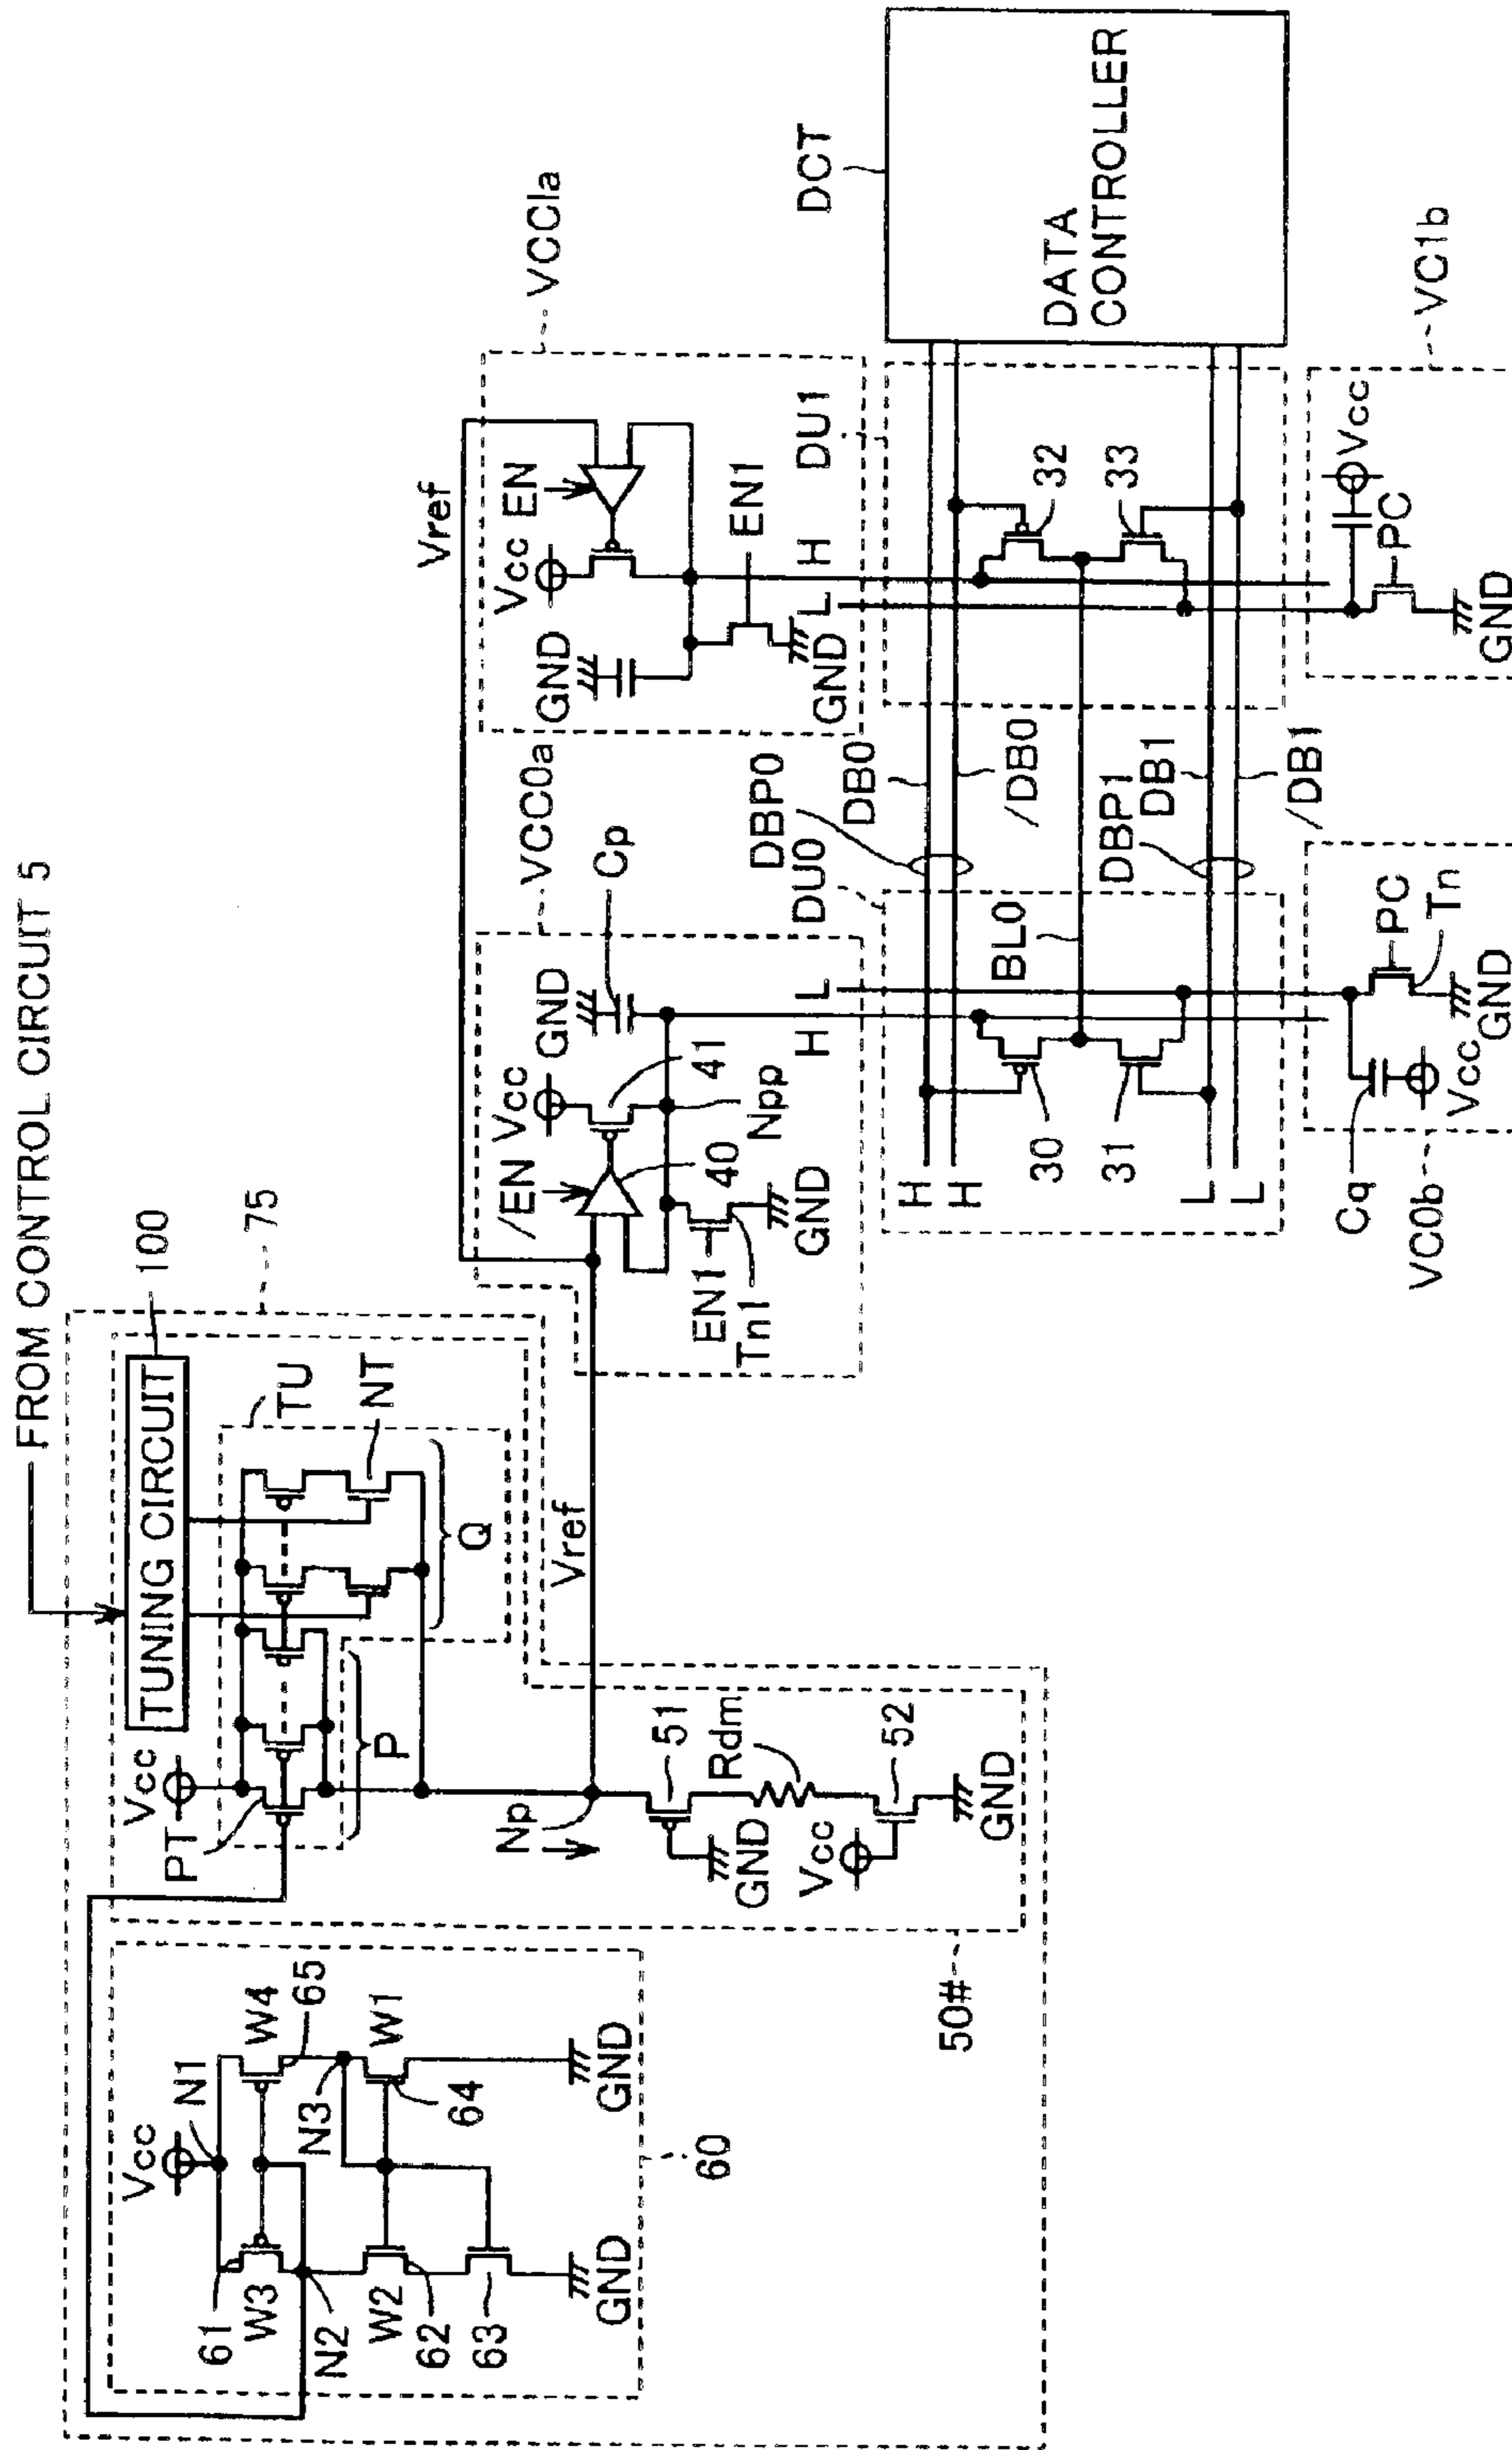 FROM CONTROL CIRCUIT 5
100
75
TUNING CIRCUIT
Vcc
PT
TU
NT
P
Q
Np
Vref
51
Rdm
52
GND
Vcc
GND
50#
Vcc
N1
61
W3
W4
65
N2
N3
W2
W1
62
64
63
GND
GND
60
Vref
/EN
Vcc
GND
Cp
VCC0a
40
41
Npp
EN1
Tn1
GND
H
L
GND
Vcc
EN
VCC1a
EN1
GND
L
H
DU0
DBP0
DB0
/DB0
DU1
H
H
BL0
30
31
32
33
L
L
DBP1
DB1
/DB1
DCT
DATA
CONTROLLER
Cq
VC0b
Vcc
GND
PC
Tn
Vcc
PC
GND
VC1b